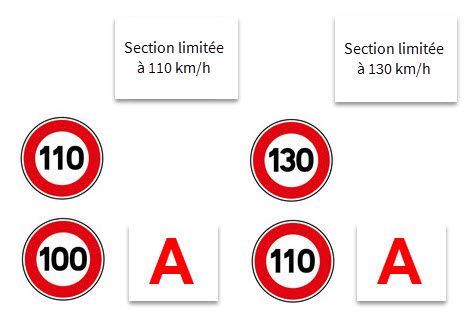 Section limitée
à 110 km/h
Section limitée
à 130 km/h
110
130
100
A
110
A